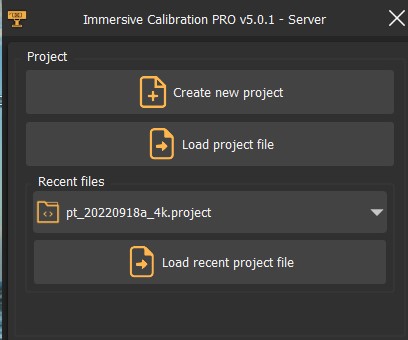 Immersive Calibration PRO v5.0.1 - Server
Project
Create new project
Load project file
Recent files
pt_20220918a_4k.project
Load recent project file